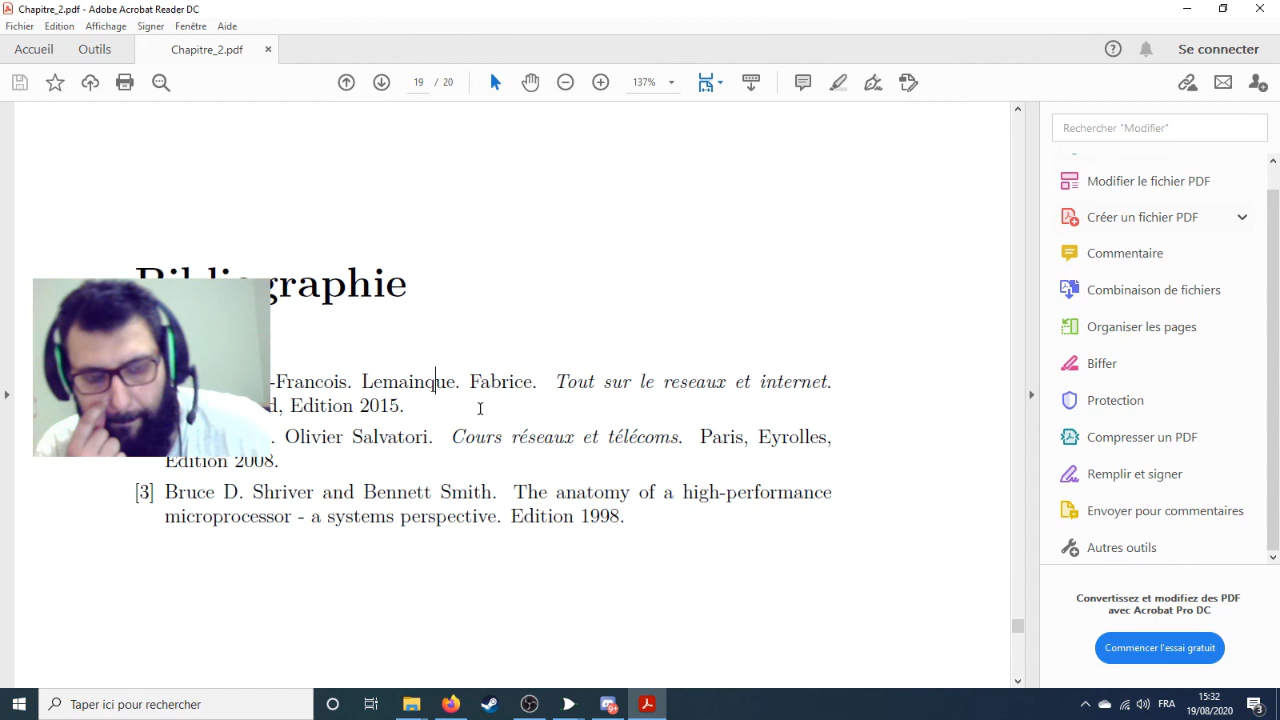 Chapitre_2.pdf - Adobe Acrobat Reader DC
Fichier Edition Affichage Signer Fenêtre Aide
Accueil Outils Chapitre_2.pdf × Se connecter
19 / 20 137%
Rechercher "Modifier"
Modifier le fichier PDF
Créer un fichier PDF
Commentaire
Combinaison de fichiers
Organiser les pages
Biffer
Protection
Compresser un PDF
Remplir et signer
Envoyer pour commentaires
Autres outils
Convertissez et modifiez des PDF
avec Acrobat Pro DC
Commencer l'essai gratuit
Bibliographie
-Francois. Lemainque. Fabrice. Tout sur le reseaux et internet.
d, Edition 2015.
. Olivier Salvatori. Cours réseaux et télécoms. Paris, Eyrolles,
Edition 2008.
[3] Bruce D. Shriver and Bennett Smith. The anatomy of a high-performance
microprocessor - a systems perspective. Edition 1998.
Taper ici pour rechercher
FRA
15:32
19/08/2020
3